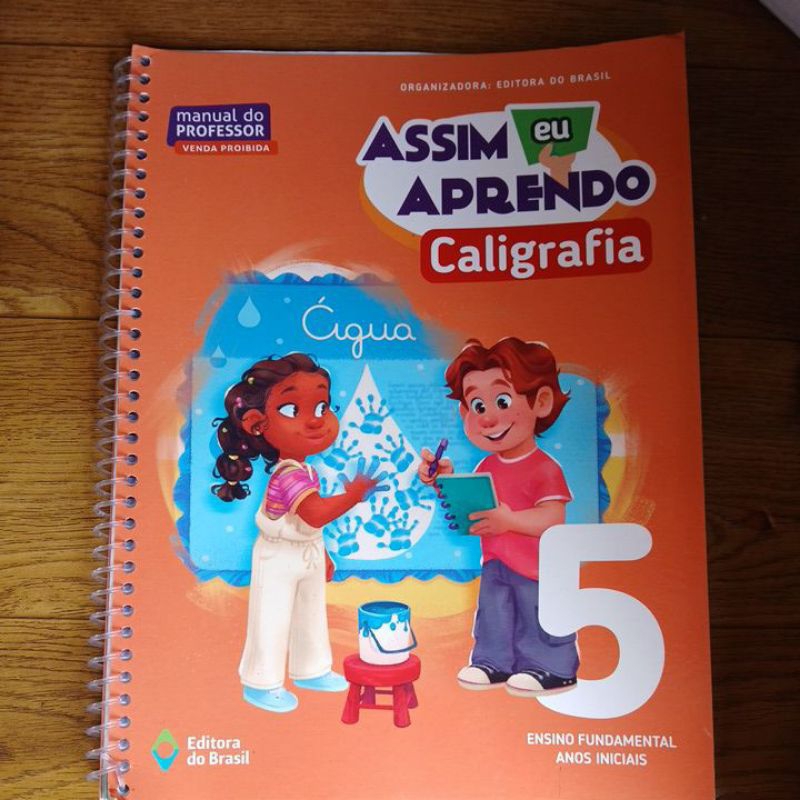 ORGANIZADORA: EDITORA DO BRASIL
manual do
PROFESSOR
VENDA PROIBIDA
ASSIM eu
APRENDO
Caligrafia
Água
5
ENSINO FUNDAMENTAL
ANOS INICIAIS
Editora
do Brasil